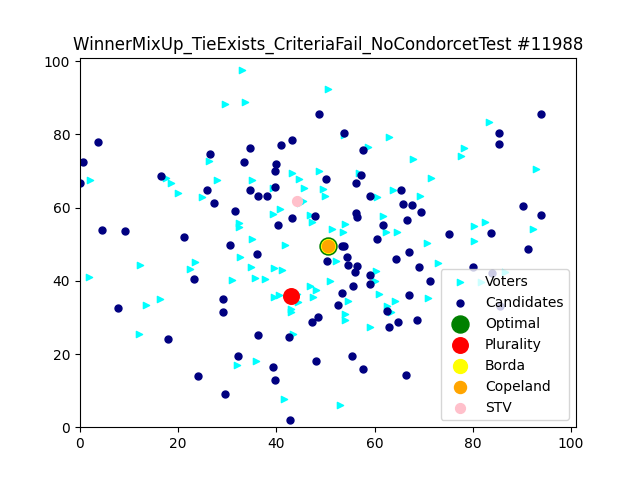 WinnerMixUp_TieExists_CriteriaFail_NoCondorcetTest #11988
100
80
60
40
20
0
0 20 40 60 80 100
Voters
Candidates
Optimal
Plurality
Borda
Copeland
STV